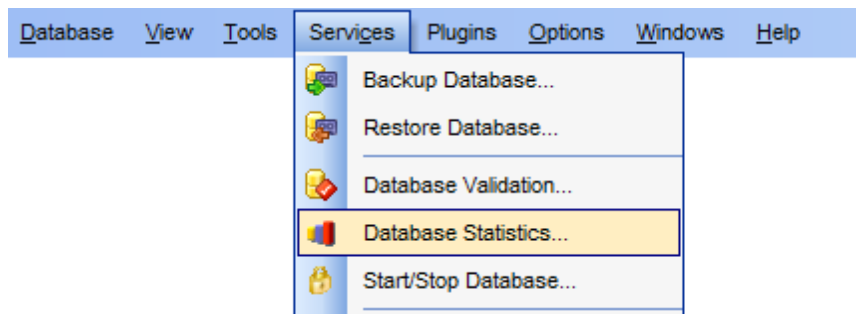 Database View Tools Services Plugins Options Windows Help
Backup Database...
Restore Database...
Database Validation...
Database Statistics...
Start/Stop Database...